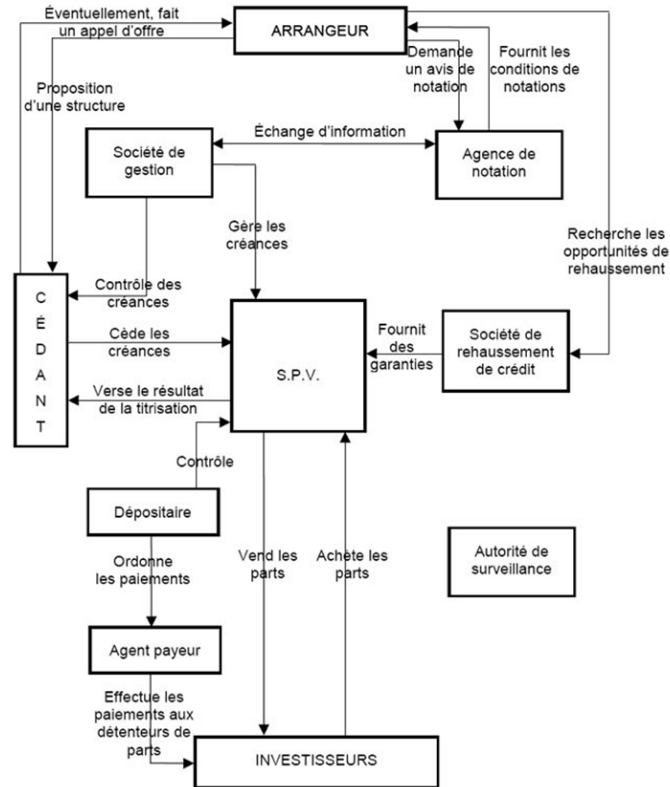 Éventuellement, fait
un appel d'offre
ARRANGEUR
Demande
un avis de
notation
Fournit les
conditions de
notations
Proposition
d'une structure
Échange d'information
Société de
gestion
Agence de
notation
Gère les
créances
Recherche les
opportunités de
rehaussement
Contrôle des
créances
C
É
D
A
N
T
Cède les
créances
Fournit
des
garanties
Société de
rehaussement
de crédit
S.P.V.
Verse le résultat
de la titrisation
Contrôle
Dépositaire
Ordonne
les paiements
Vend les
parts
Achète les
parts
Autorité de
surveillance
Agent payeur
Effectue les
paiements aux
détenteurs de
parts
INVESTISSEURS